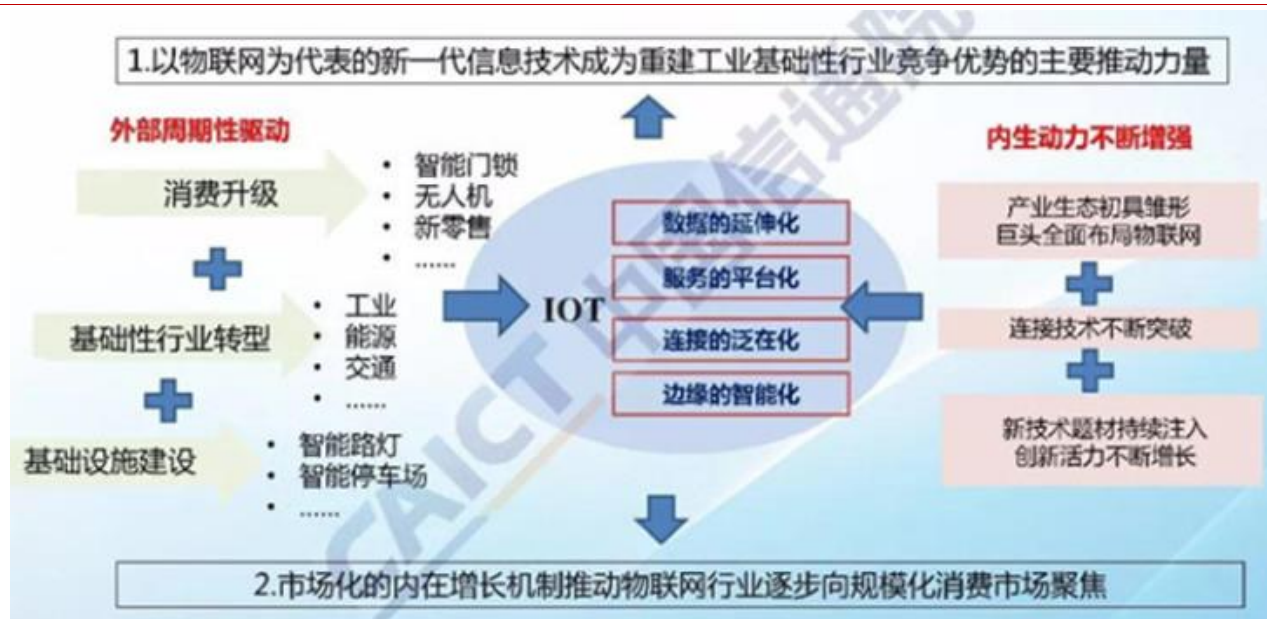 1.以物联网为代表的新一代信息技术成为重建工业基础性行业竞争优势的主要推动力量
外部周期性驱动
消费升级
• 智能门锁
• 无人机
• 新零售
• ......
基础性行业转型
• 工业
• 能源
• 交通
• ......
基础设施建设
• 智能路灯
• 智能停车场
• ......
IOT
数据的延伸化
服务的平台化
连接的泛在化
边缘的智能化
内生动力不断增强
产业生态初具雏形
巨头全面布局物联网
连接技术不断突破
新技术题材持续注入
创新活力不断增长
2.市场化的内在增长机制推动物联网行业逐步向规模化消费市场聚焦
CAICT 中国信通院